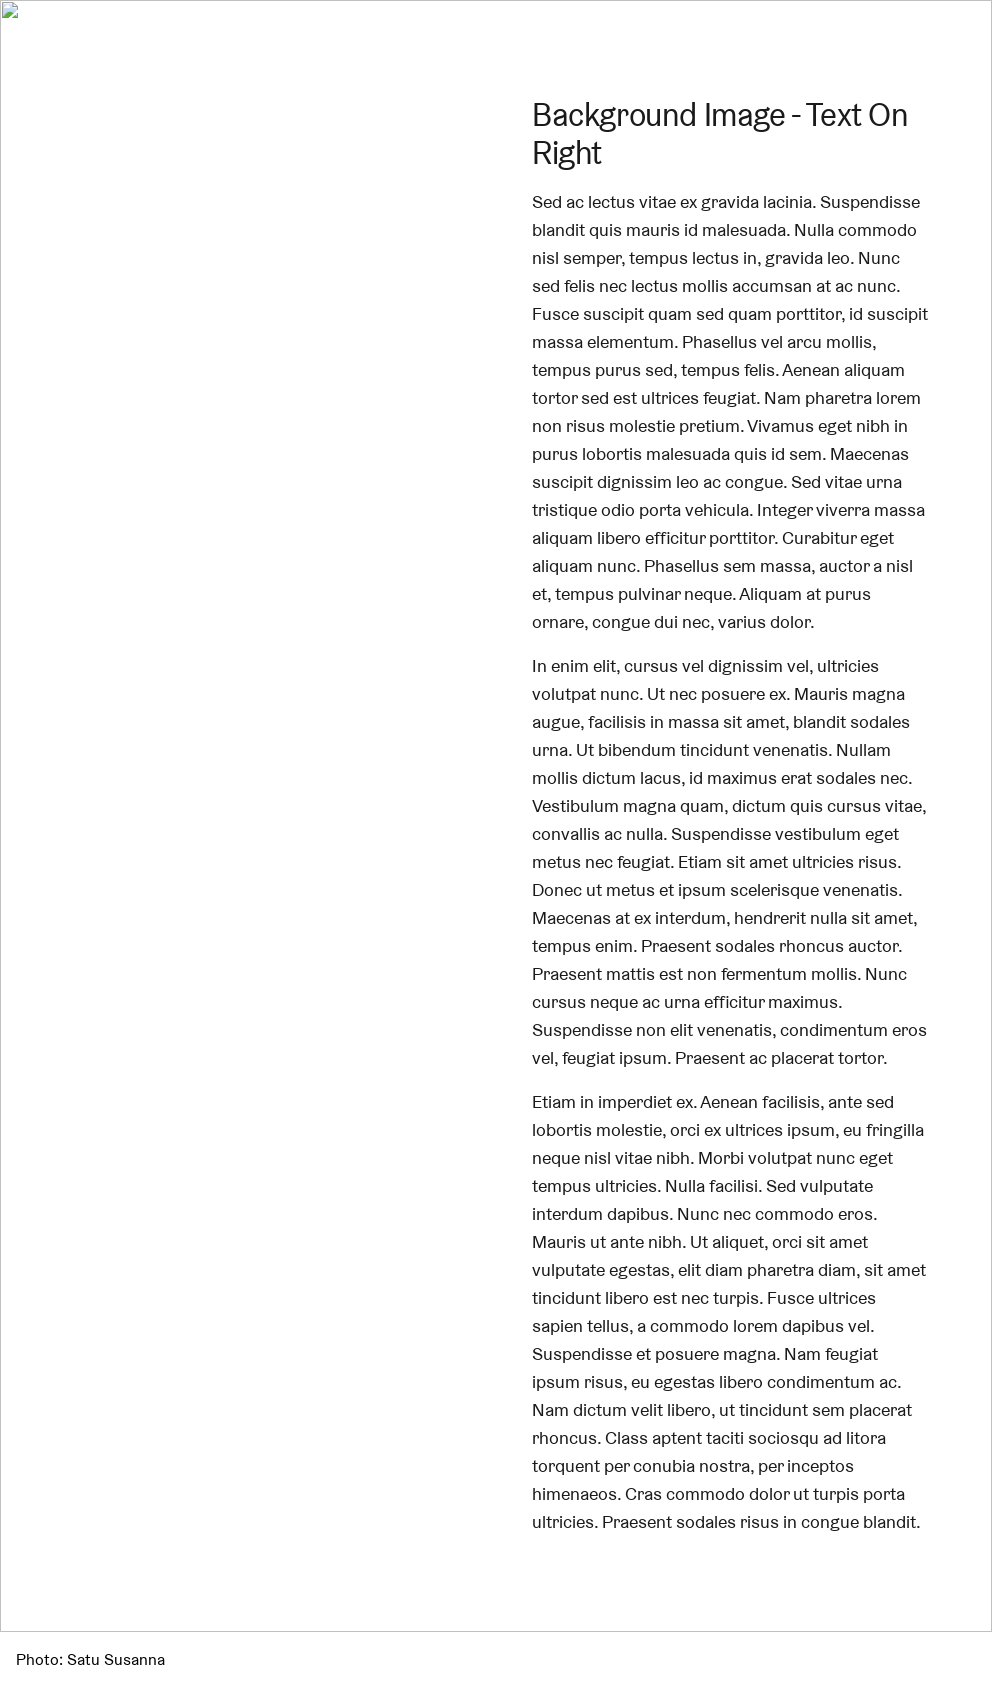 Background Image - Text On
Right
Sed ac lectus vitae ex gravida lacinia. Suspendisse
blandit quis mauris id malesuada. Nulla commodo
nisl semper, tempus lectus in, gravida leo. Nunc
sed felis nec lectus mollis accumsan at ac nunc.
Fusce suscipit quam sed quam porttitor, id suscipit
massa elementum. Phasellus vel arcu mollis,
tempus purus sed, tempus felis. Aenean aliquam
tortor sed est ultrices feugiat. Nam pharetra lorem
non risus molestie pretium. Vivamus eget nibh in
purus lobortis malesuada quis id sem. Maecenas
suscipit dignissim leo ac congue. Sed vitae urna
tristique odio porta vehicula. Integer viverra massa
aliquam libero efficitur porttitor. Curabitur eget
aliquam nunc. Phasellus sem massa, auctor a nisl
et, tempus pulvinar neque. Aliquam at purus
ornare, congue dui nec, varius dolor.
In enim elit, cursus vel dignissim vel, ultricies
volutpat nunc. Ut nec posuere ex. Mauris magna
augue, facilisis in massa sit amet, blandit sodales
urna. Ut bibendum tincidunt venenatis. Nullam
mollis dictum lacus, id maximus erat sodales nec.
Vestibulum magna quam, dictum quis cursus vitae,
convallis ac nulla. Suspendisse vestibulum eget
metus nec feugiat. Etiam sit amet ultricies risus.
Donec ut metus et ipsum scelerisque venenatis.
Maecenas at ex interdum, hendrerit nulla sit amet,
tempus enim. Praesent sodales rhoncus auctor.
Praesent mattis est non fermentum mollis. Nunc
cursus neque ac urna efficitur maximus.
Suspendisse non elit venenatis, condimentum eros
vel, feugiat ipsum. Praesent ac placerat tortor.
Etiam in imperdiet ex. Aenean facilisis, ante sed
lobortis molestie, orci ex ultrices ipsum, eu fringilla
neque nisl vitae nibh. Morbi volutpat nunc eget
tempus ultricies. Nulla facilisi. Sed vulputate
interdum dapibus. Nunc nec commodo eros.
Mauris ut ante nibh. Ut aliquet, orci sit amet
vulputate egestas, elit diam pharetra diam, sit amet
tincidunt libero est nec turpis. Fusce ultrices
sapien tellus, a commodo lorem dapibus vel.
Suspendisse et posuere magna. Nam feugiat
ipsum risus, eu egestas libero condimentum ac.
Nam dictum velit libero, ut tincidunt sem placerat
rhoncus. Class aptent taciti sociosqu ad litora
torquent per conubia nostra, per inceptos
himenaeos. Cras commodo dolor ut turpis porta
ultricies. Praesent sodales risus in congue blandit.
Photo: Satu Susanna